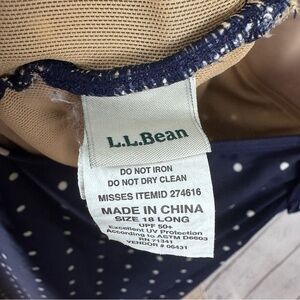 L.L.Bean
DO NOT IRON
DO NOT DRY CLEAN
MISSES ITEMID 274616
MADE IN CHINA
SIZE 18 LONG
UPF 50+
Excellent UV Protection
According to ASTM D6603
RN 71341
VENDOR # 06431